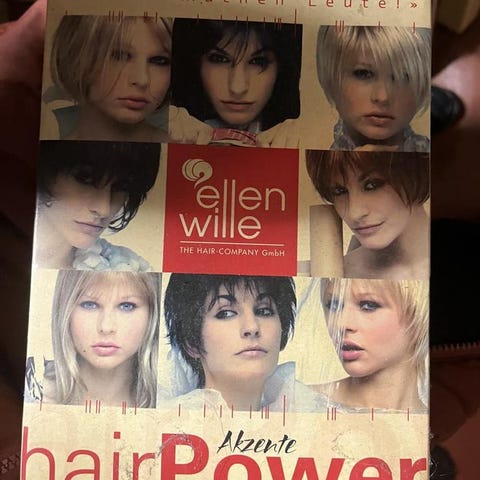 machen Leute!»
ellen
wille
THE HAIR-COMPANY GmbH
Akzente
hairPower